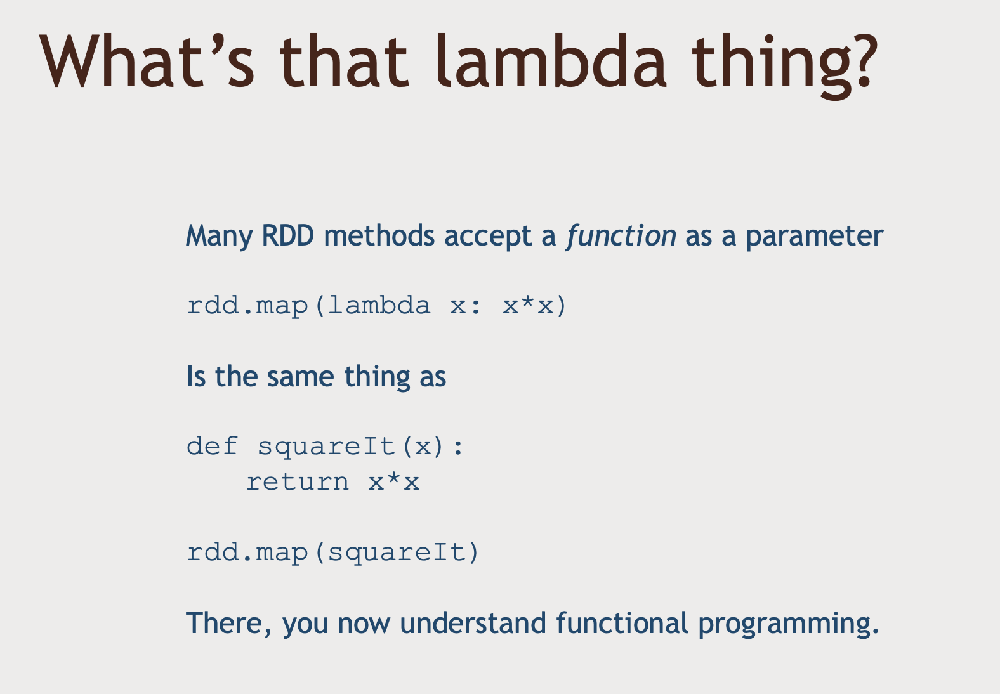 What’s that lambda thing?
Many RDD methods accept a function as a parameter
rdd.map(lambda x: x*x)
Is the same thing as
def squareIt(x):
    return x*x
rdd.map(squareIt)
There, you now understand functional programming.